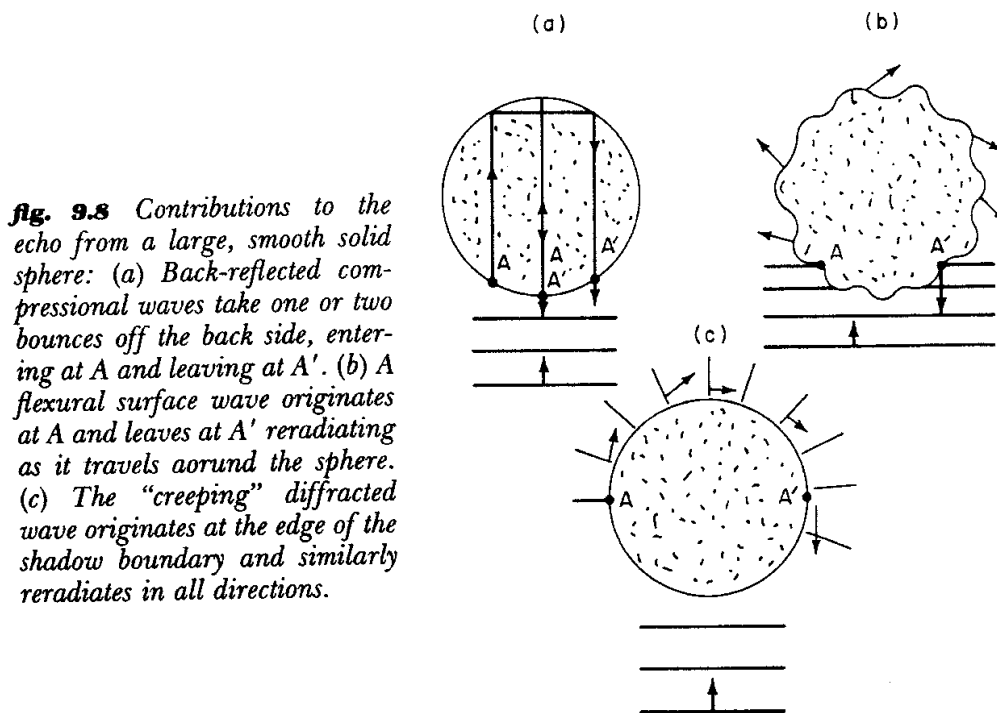 (a)
(b)
fig. 9.8 Contributions to the
echo from a large, smooth solid
sphere: (a) Back-reflected com-
pressional waves take one or two
bounces off the back side, enter-
ing at A and leaving at A'. (b) A
flexural surface wave originates
at A and leaves at A' reradiating
as it travels aorund the sphere.
(c) The "creeping" diffracted
wave originates at the edge of the
shadow boundary and similarly
reradiates in all directions.
A
A
A'
A'
A
A'
(c)
A
A'